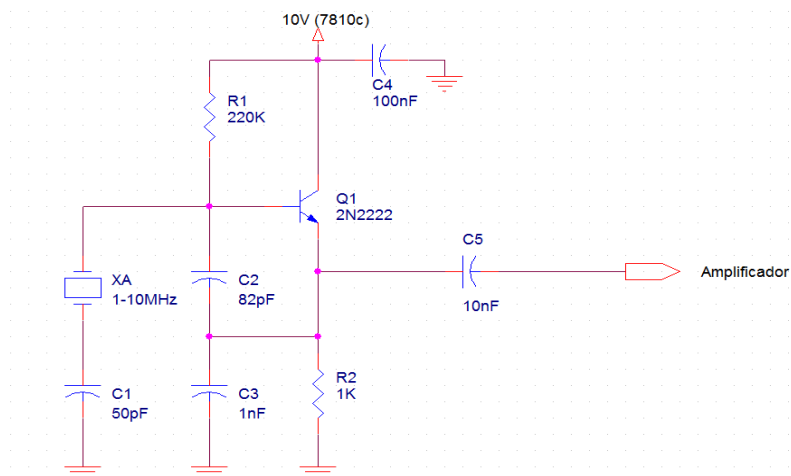 10V (7810c)
C4
100nF
R1
220K
Q1
2N2222
C5
10nF
Amplificador
XA
1-10MHz
C2
82pF
C1
50pF
C3
1nF
R2
1K